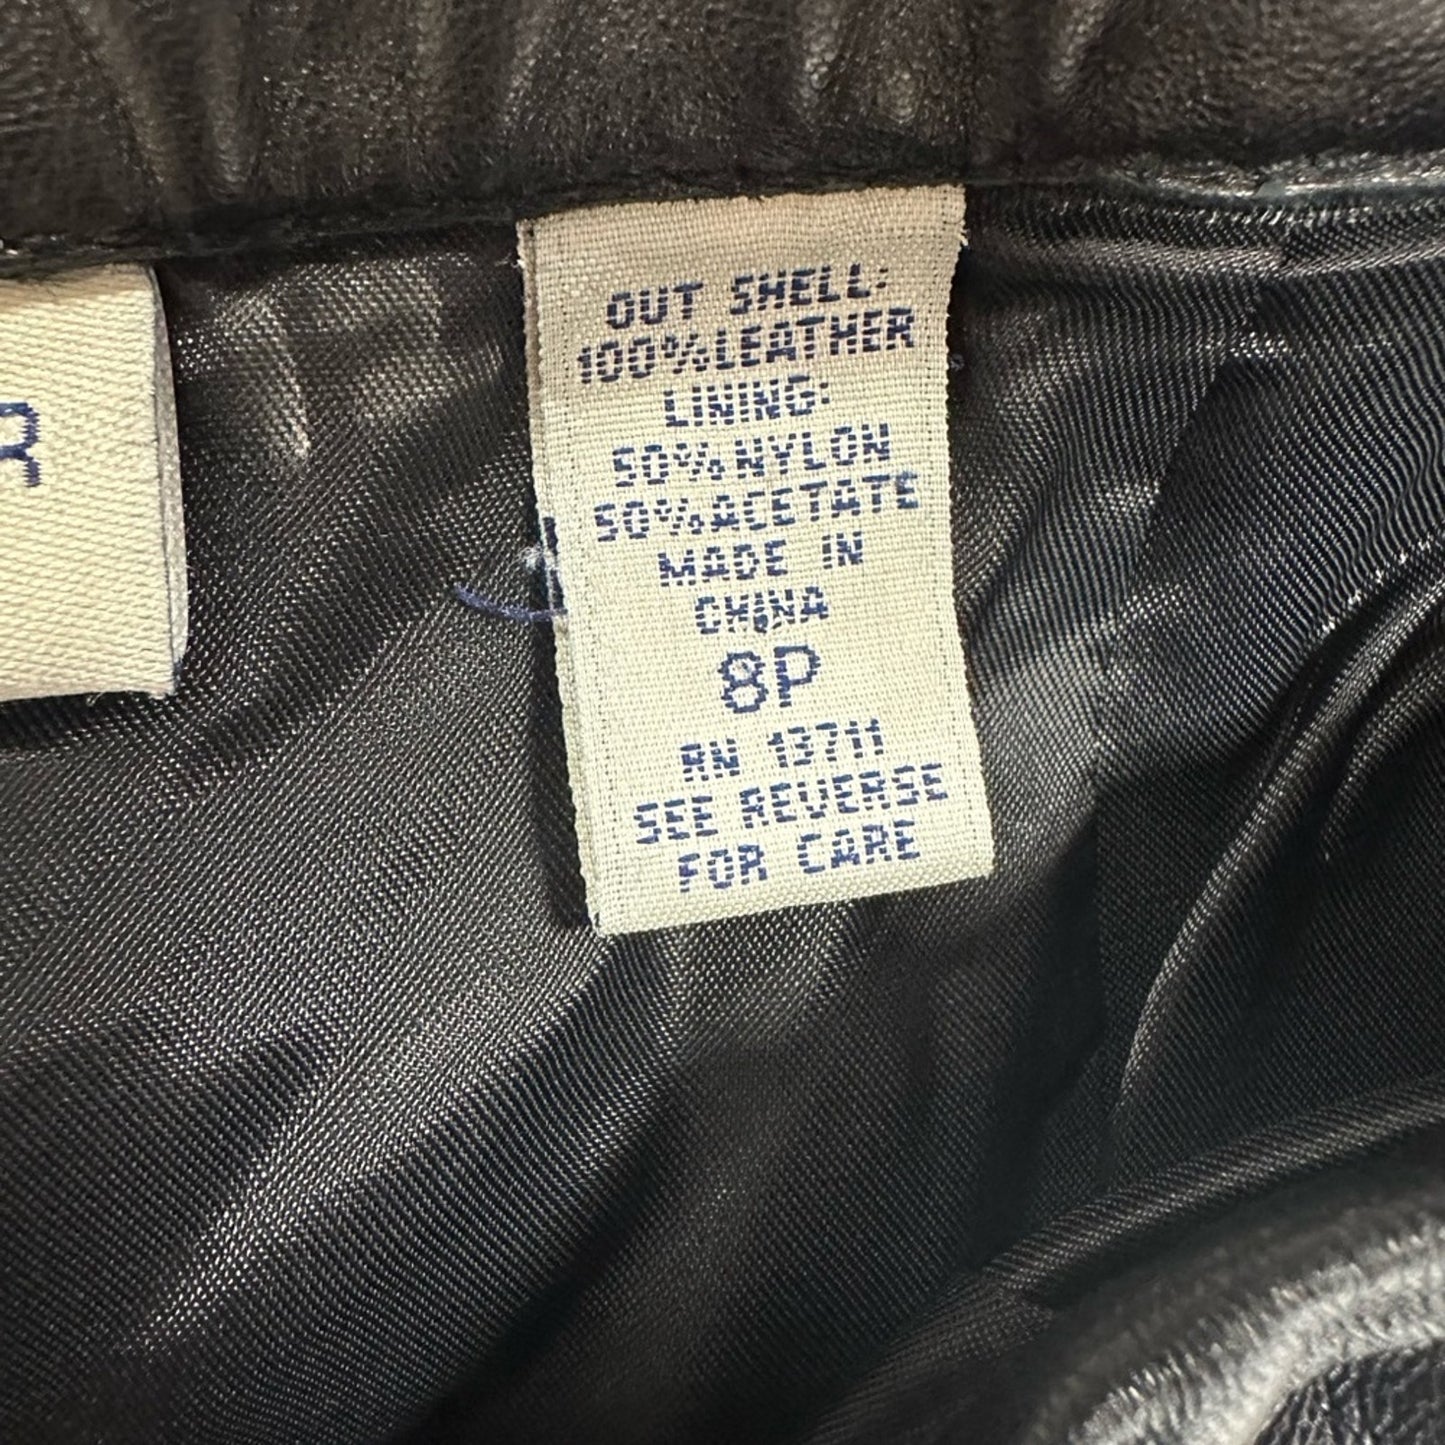 R
OUT SHELL:
100%LEATHER
LINING:
50%NYLON
50%ACETATE
MADE IN
CHINA
8P
RN 13711
SEE REVERSE
FOR CARE